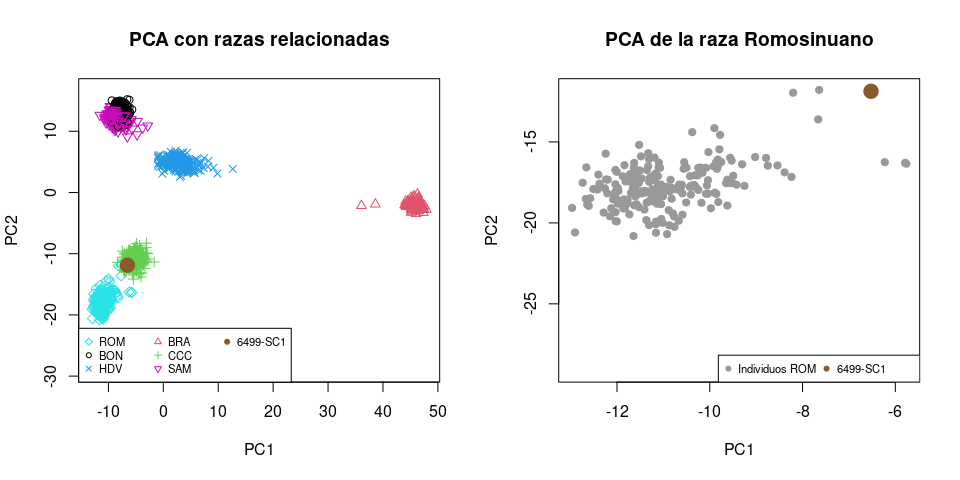 PCA con razas relacionadas
10
0
-10
-20
-30
PC2
ROM BRA 6499-SC1
BON CCC
HDV SAM
-10 0 10 20 30 40 50
PC1
PCA de la raza Romosinuano
-15
-20
-25
PC2
Individuos ROM 6499-SC1
-12 -10 -8 -6
PC1